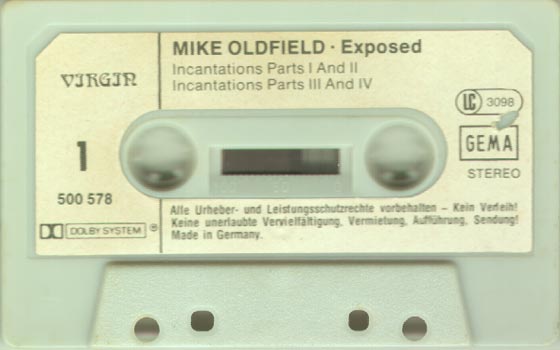 MIKE OLDFIELD · Exposed
Incantations Parts I And II
Incantations Parts III And IV
VIRGIN
LC 3098
GEMA
STEREO
1
500 578
DOLBY SYSTEM ®
Alle Urheber- und Leistungsschutzrechte vorbehalten – Kein Verleih!
Keine unerlaubte Vervielfältigung, Vermietung, Aufführung, Sendung!
Made in Germany.